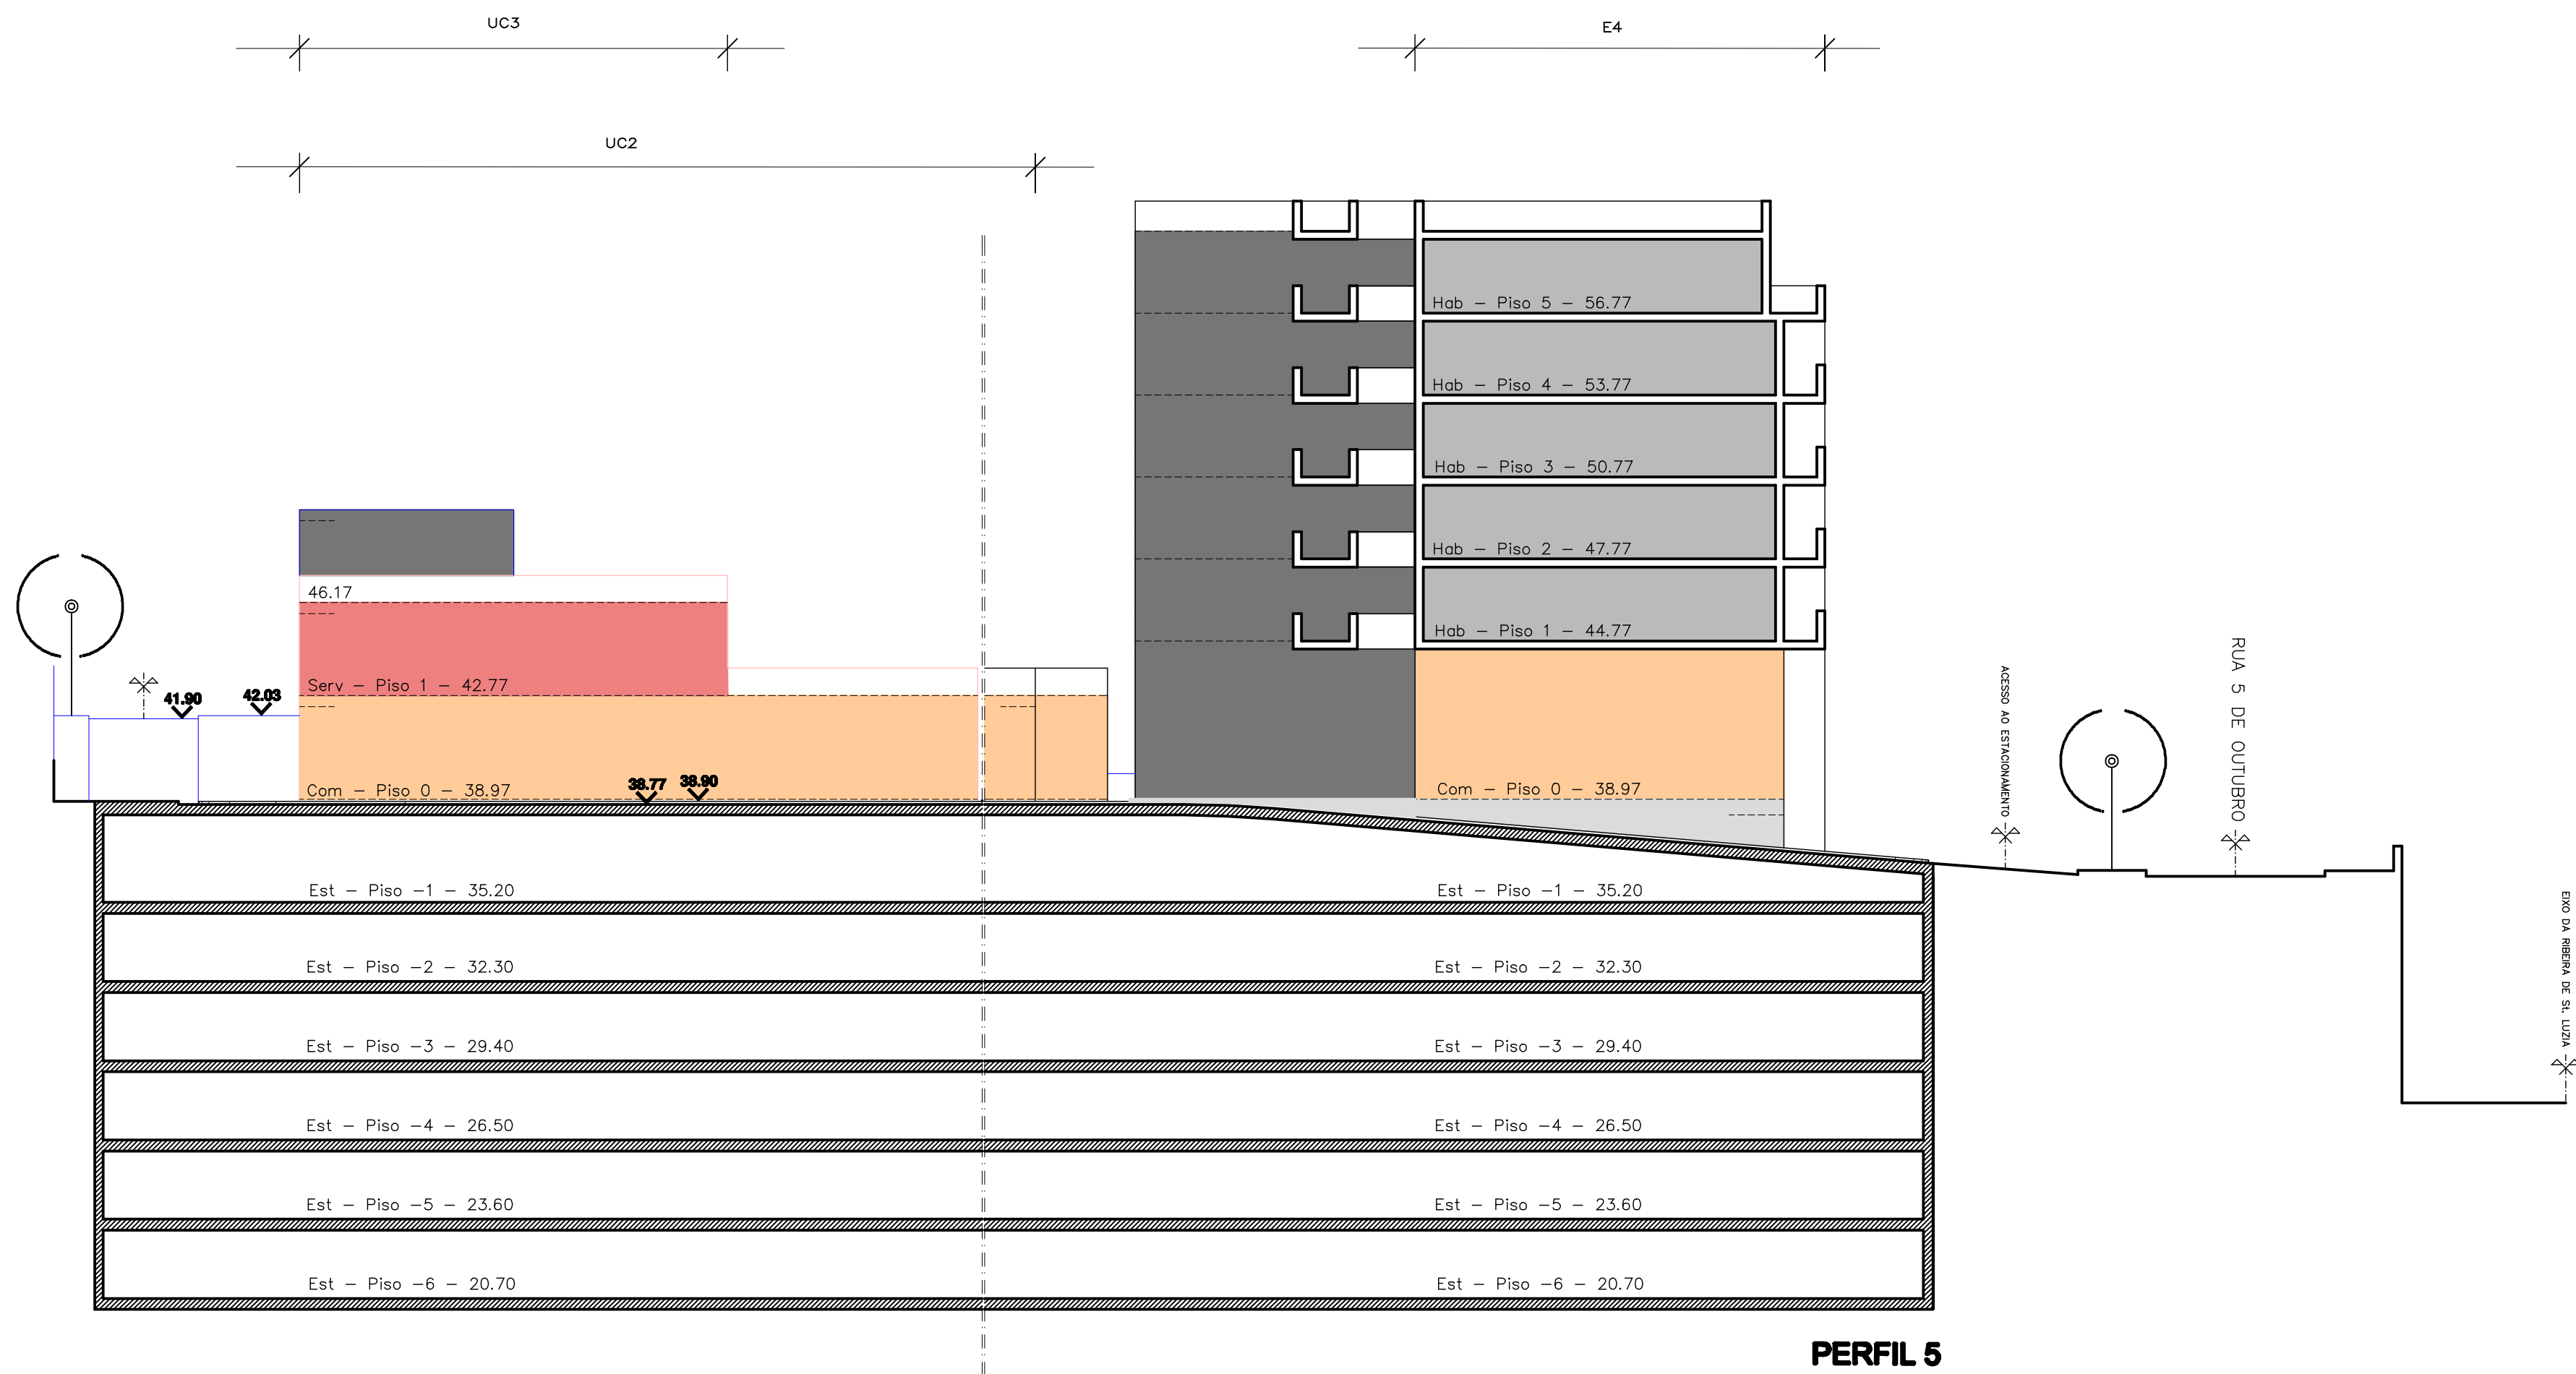 UC3
E4
UC2
Hab - Piso 5 - 56.77
Hab - Piso 4 - 53.77
Hab - Piso 3 - 50.77
Hab - Piso 2 - 47.77
46.17
Hab - Piso 1 - 44.77
Serv - Piso 1 - 42.77
41.90
42.03
RUA 5 DE OUTUBRO
ACESSO AO ESTACIONAMENTO
38.77
38.90
Com - Piso 0 - 38.97
Com - Piso 0 - 38.97
Est - Piso -1 - 35.20
Est - Piso -1 - 35.20
EIXO DA RIBEIRA DE St. LUZIA
Est - Piso -2 - 32.30
Est - Piso -2 - 32.30
Est - Piso -3 - 29.40
Est - Piso -3 - 29.40
Est - Piso -4 - 26.50
Est - Piso -4 - 26.50
Est - Piso -5 - 23.60
Est - Piso -5 - 23.60
Est - Piso -6 - 20.70
Est - Piso -6 - 20.70
PERFIL 5